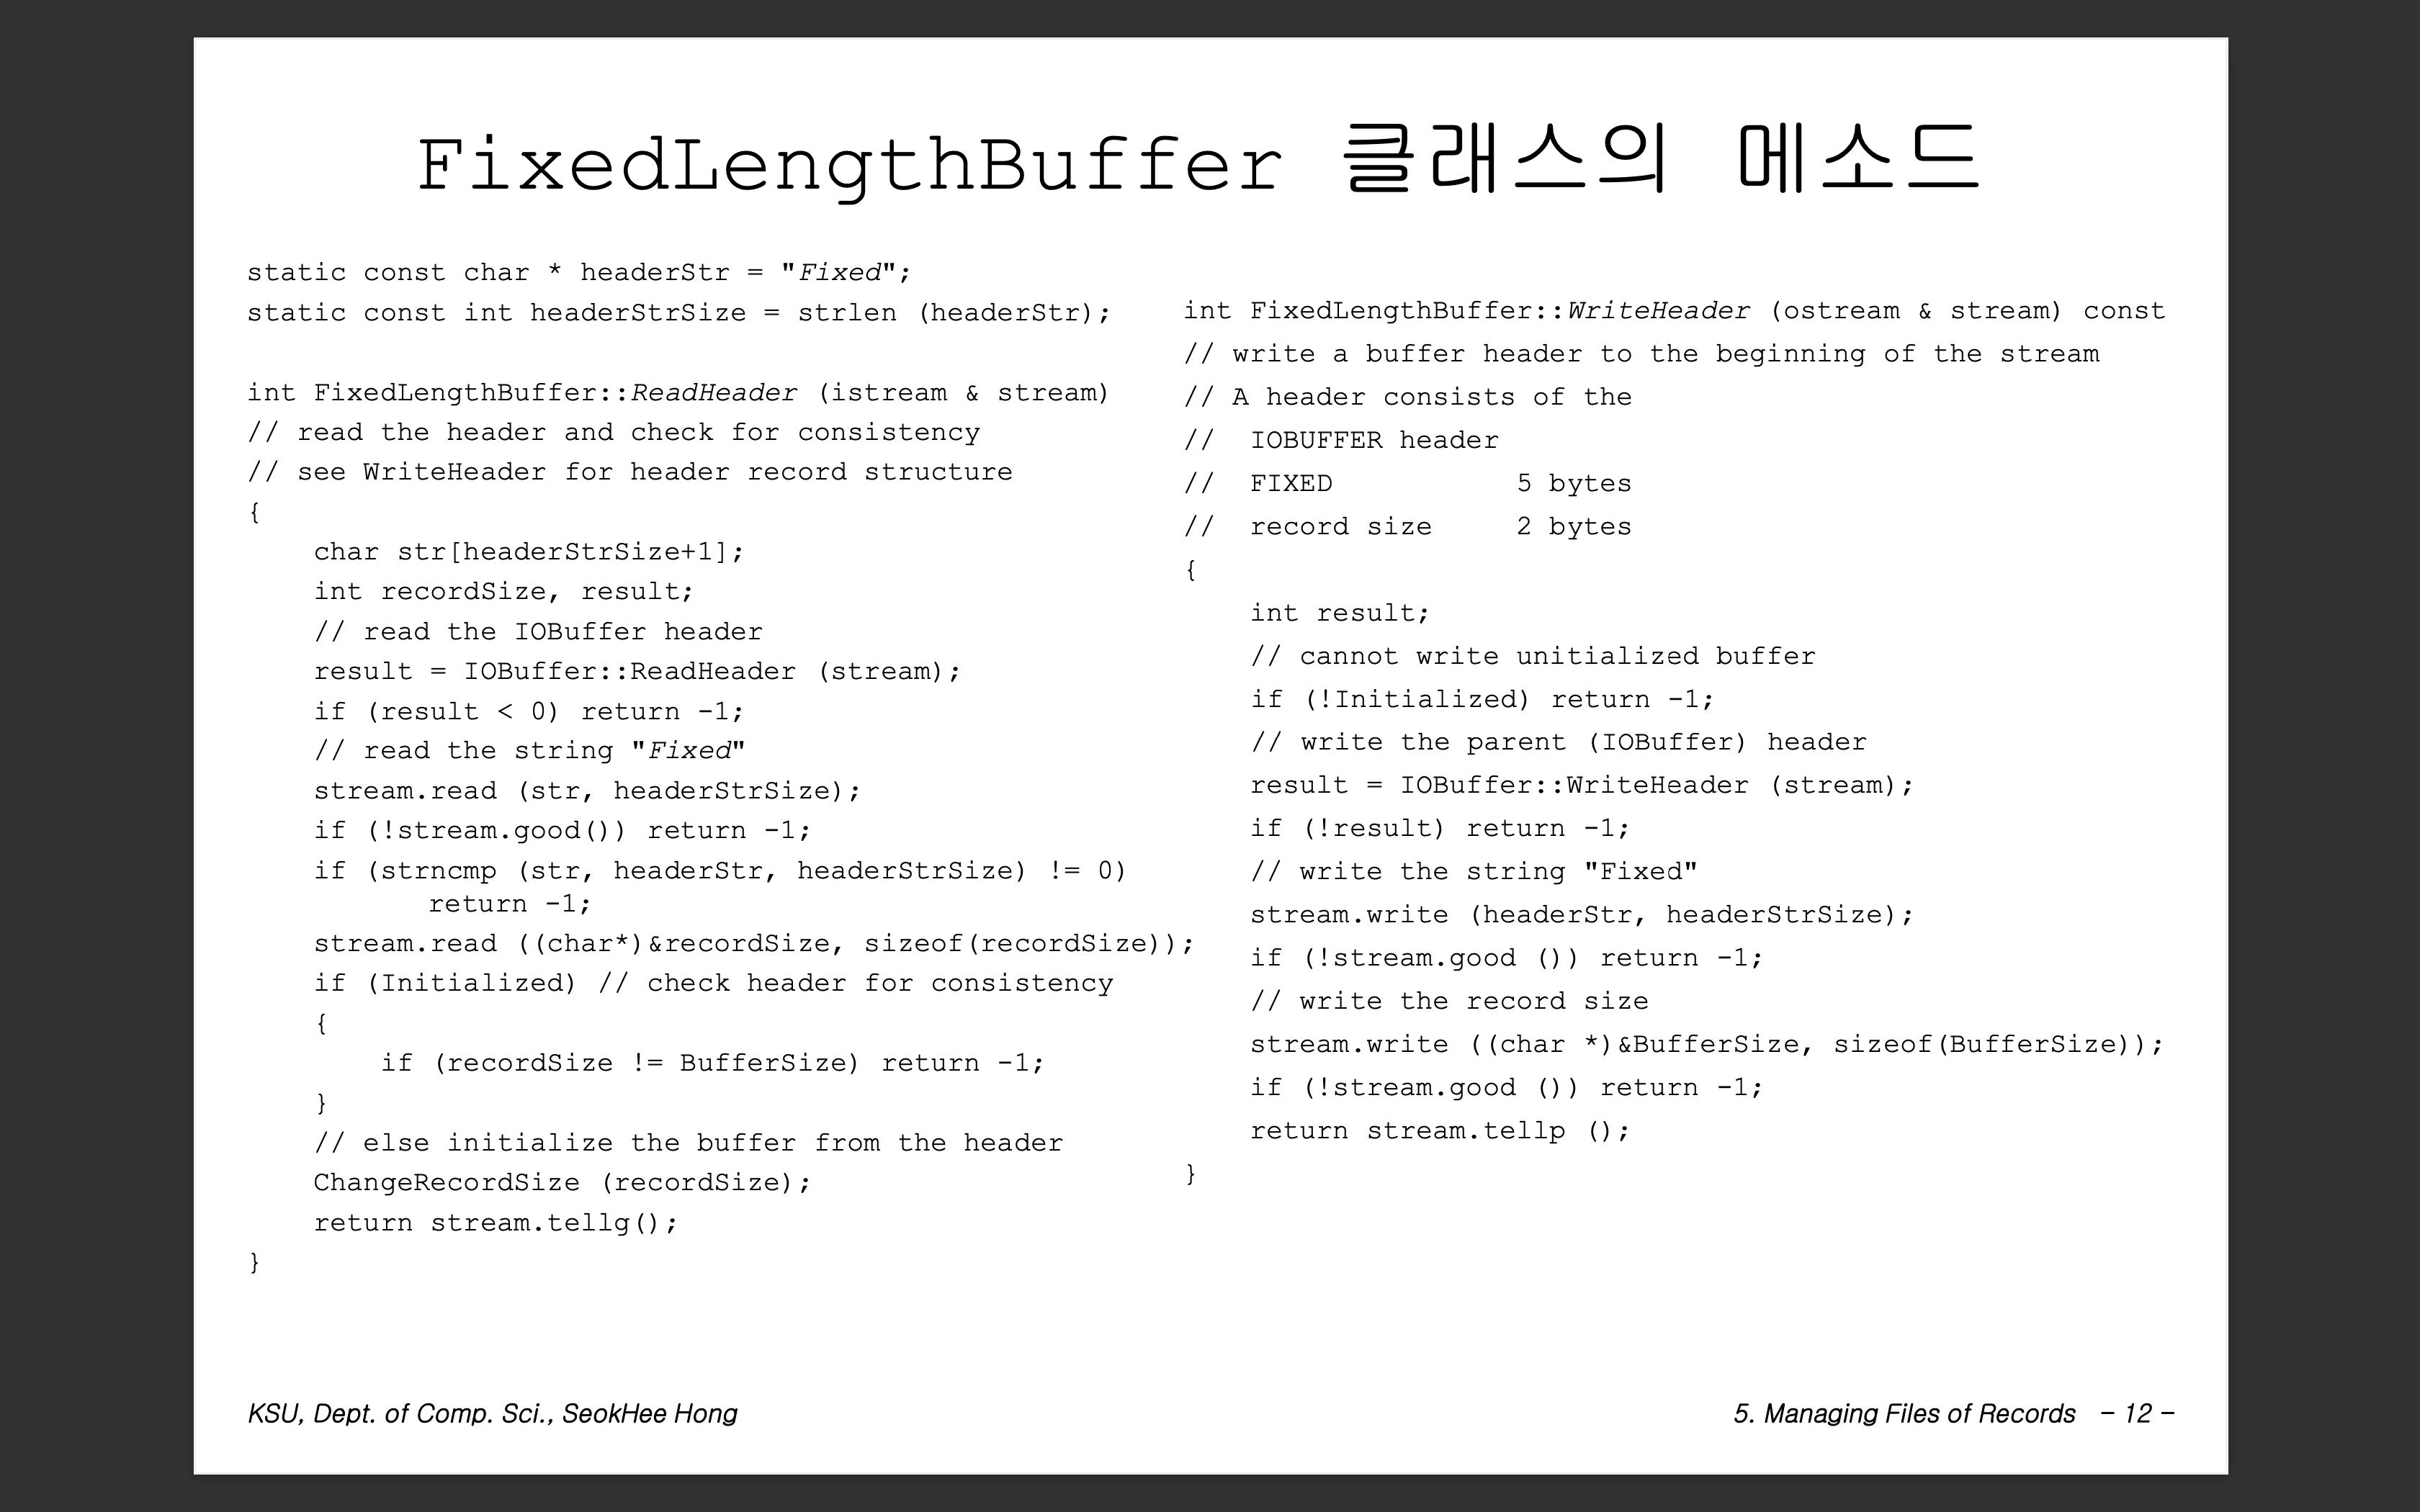 FixedLengthBuffer 클래스의 메소드
static const char * headerStr = "Fixed";
static const int headerStrSize = strlen (headerStr);
int FixedLengthBuffer::ReadHeader (istream & stream)
// read the header and check for consistency
// see WriteHeader for header record structure
{
char str[headerStrSize+1];
int recordSize, result;
// read the IOBuffer header
result = IOBuffer::ReadHeader (stream);
if (result < 0) return -1;
// read the string "Fixed"
stream.read (str, headerStrSize);
if (!stream.good()) return -1;
if (strncmp (str, headerStr, headerStrSize) != 0)
return -1;
stream.read ((char*)&recordSize, sizeof(recordSize));
if (Initialized) // check header for consistency
{
if (recordSize != BufferSize) return -1;
}
// else initialize the buffer from the header
ChangeRecordSize (recordSize);
return stream.tellg();
}
int FixedLengthBuffer::WriteHeader (ostream & stream) const
// write a buffer header to the beginning of the stream
// A header consists of the
// IOBUFFER header
// FIXED 5 bytes
// record size 2 bytes
{
int result;
// cannot write unitialized buffer
if (!Initialized) return -1;
// write the parent (IOBuffer) header
result = IOBuffer::WriteHeader (stream);
if (!result) return -1;
// write the string "Fixed"
stream.write (headerStr, headerStrSize);
if (!stream.good ()) return -1;
// write the record size
stream.write ((char *)&BufferSize, sizeof(BufferSize));
if (!stream.good ()) return -1;
return stream.tellp ();
}
KSU, Dept. of Comp. Sci., SeokHee Hong
5. Managing Files of Records – 12 –